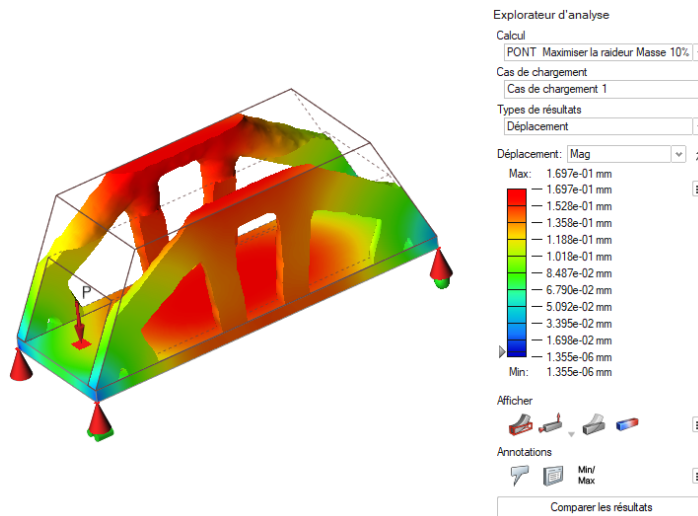 Explorateur d'analyse
Calcul
PONT Maximiser la raideur Masse 10%
Cas de chargement
Cas de chargement 1
Types de résultats
Déplacement
Déplacement: Mag
Max: 1.697e-01 mm
1.697e-01 mm
1.528e-01 mm
1.358e-01 mm
1.188e-01 mm
1.018e-01 mm
8.487e-02 mm
6.790e-02 mm
5.092e-02 mm
3.395e-02 mm
1.698e-02 mm
1.355e-06 mm
Min: 1.355e-06 mm
P
Afficher
Annotations
Min/
Max
Comparer les résultats